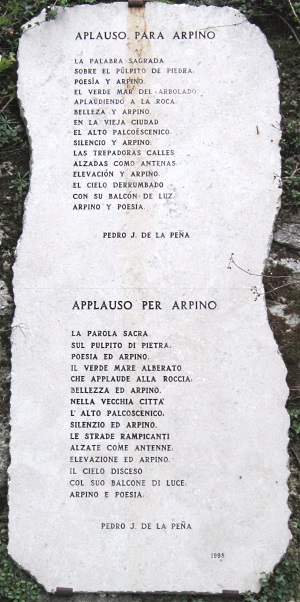 APLAUSO PARA ARPINO
LA PALABRA SAGRADA
SOBRE EL PÚLPITO DE PIEDRA.
POESÍA Y ARPINO.
EL VERDE MAR DEL ARBOLADO
APLAUDIENDO A LA ROCA.
BELLEZA Y ARPINO.
EN LA VIEJA CIUDAD
EL ALTO PALCOESCENICO.
SILENCIO Y ARPINO.
LAS TREPADORAS CALLES
ALZADAS COMO ANTENAS.
ELEVACIÓN Y ARPINO.
EL CIELO DERRUMBADO
CON SU BALCÓN DE LUZ.
ARPINO Y POESIA.
PEDRO J. DE LA PEÑA
APPLAUSO PER ARPINO
LA PAROLA SACRA
SUL PULPITO DI PIETRA.
POESIA ED ARPINO.
IL VERDE MARE ALBERATO
CHE APPLAUDE ALLA ROCCIA.
BELLEZZA ED ARPINO.
NELLA VECCHIA CITTA'
L' ALTO PALCOSCENICO.
SILENZIO ED ARPINO.
LE STRADE RAMPICANTI
ALZATE COME ANTENNE.
ELEVAZIONE ED ARPINO.
IL CIELO DISCESO
COL SUO BALCONE DI LUCE.
ARPINO E POESIA.
PEDRO J. DE LA PEÑA
1998